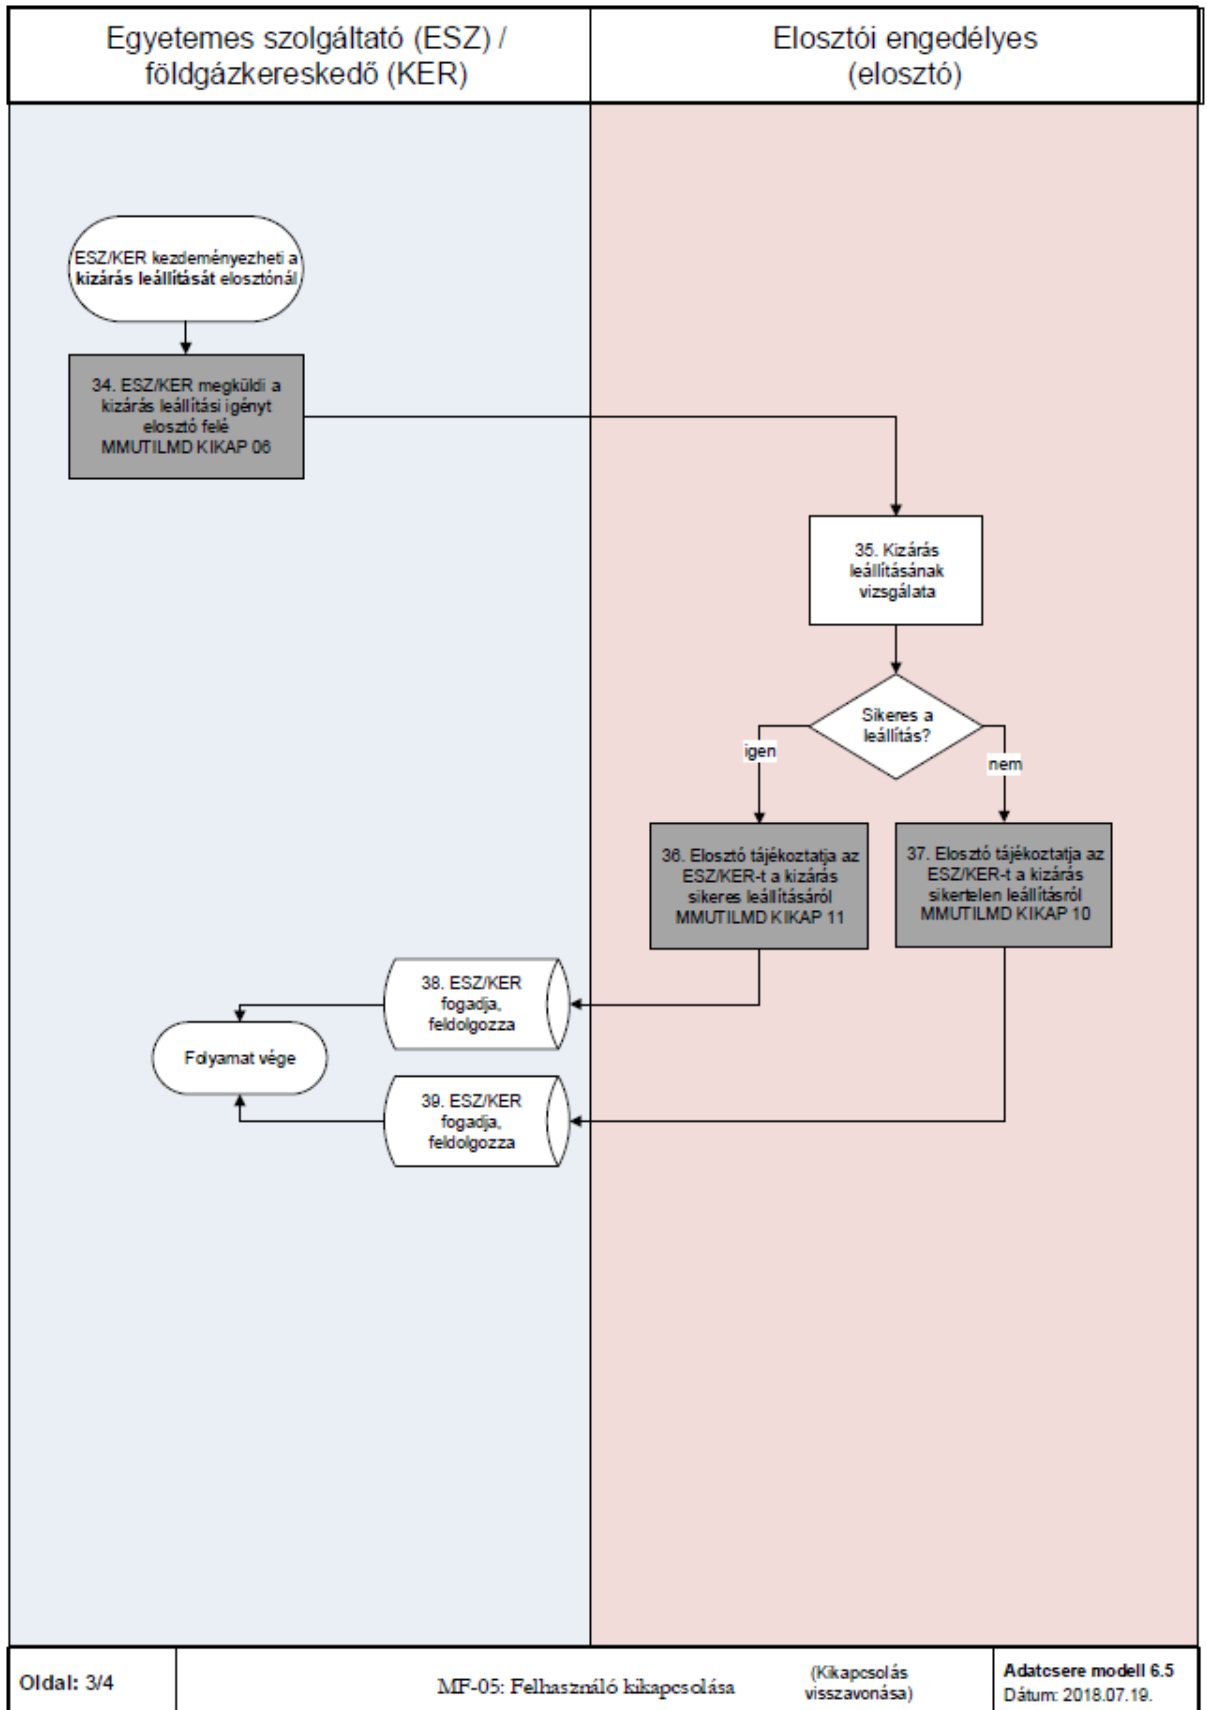 Egyetemes szolgáltató (ESZ) /
földgázkereskedő (KER)
Elosztói engedélyes
(elosztó)
ESZ/KER kezdeményezheti a
kizárás leállítását elosztónál
34. ESZ/KER megküldi a
kizárás leállítási igényt
elosztó felé
MMUTILMD KIKAP 06
35. Kizárás
leállításának
vizsgálata
Sikeres a
leállítás?
igen
nem
36. Elosztó tájékoztatja az
ESZ/KER-t a kizárás
sikeres leállításáról
MMUTILMD KIKAP 11
37. Elosztó tájékoztatja az
ESZ/KER-t a kizárás
sikertelen leállításról
MMUTILMD KIKAP 10
38. ESZ/KER
fogadja,
feldolgozza
Folyamat vége
39. ESZ/KER
fogadja,
feldolgozza
Oldal: 3/4
MF-05: Felhasználó kikapcsolása
(Kikapcsolás
visszavonása)
Adatcsere modell 6.5
Dátum: 2018.07.19.